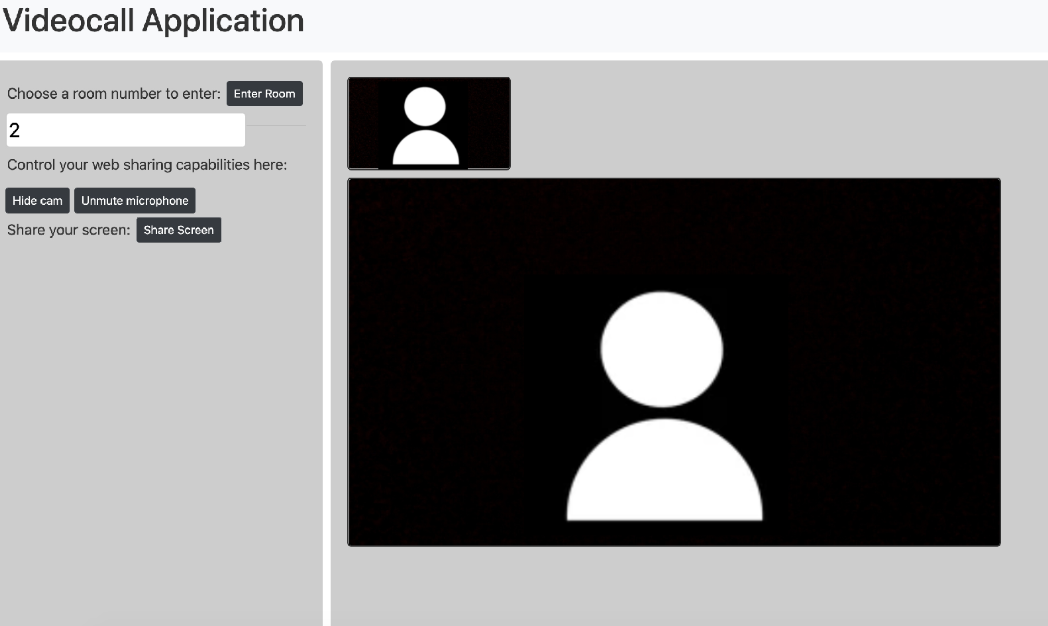 Videocall Application
Choose a room number to enter: Enter Room
2
Control your web sharing capabilities here:
Hide cam Unmute microphone
Share your screen: Share Screen